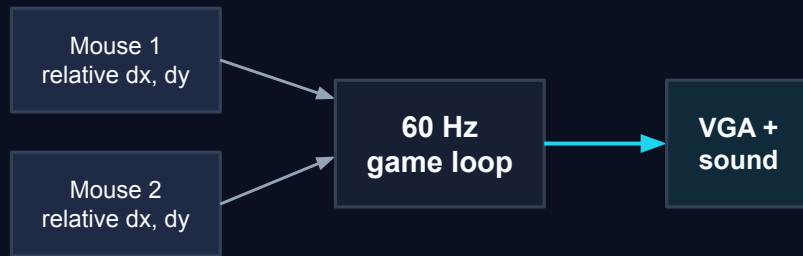 Mouse 1
relative dx, dy
Mouse 2
relative dx, dy
60 Hz
game loop
VGA +
sound